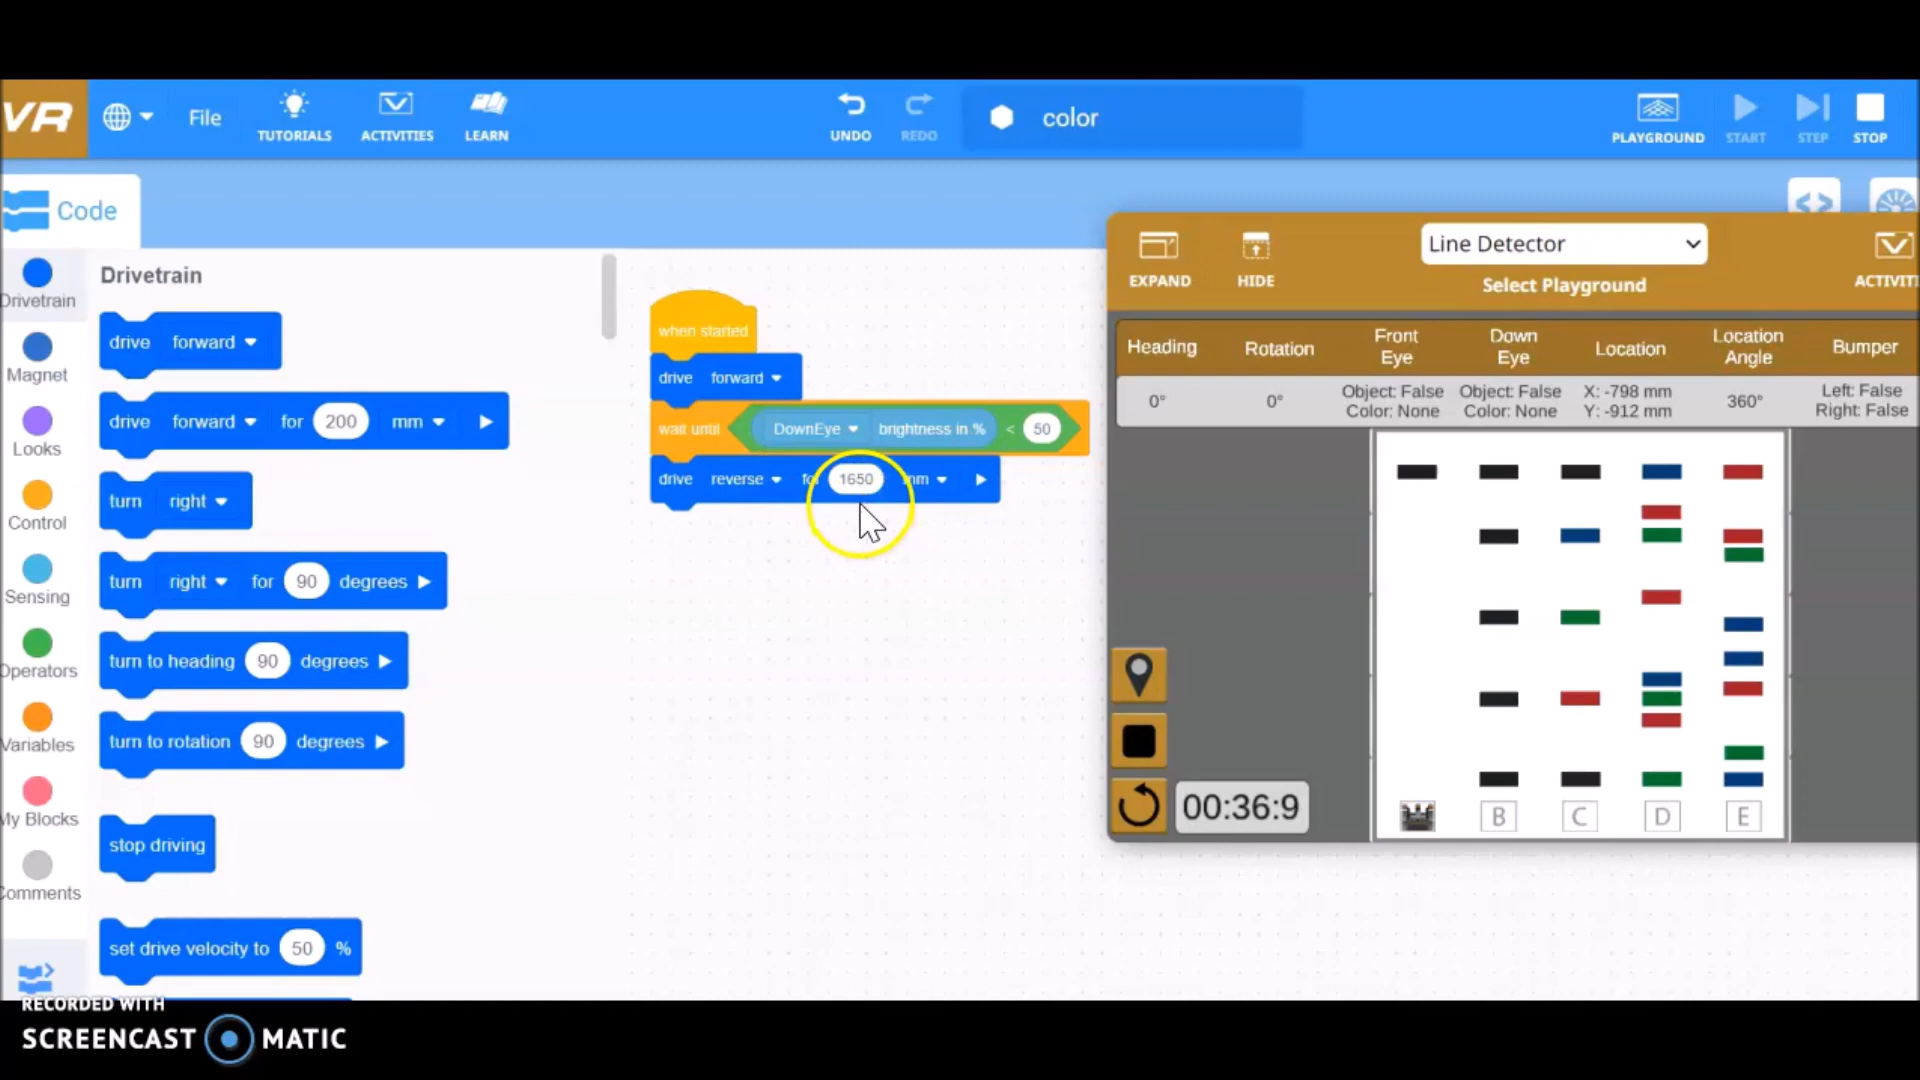 VR
File
TUTORIALS
ACTIVITIES
LEARN
UNDO
REDO
color
PLAYGROUND
START
STEP
STOP
Code
Drivetrain
Magnet
Looks
Control
Sensing
Operators
Variables
My Blocks
Comments
Drivetrain
drive forward
drive forward for 200 mm
turn right
turn right for 90 degrees
turn to heading 90 degrees
turn to rotation 90 degrees
stop driving
set drive velocity to 50 %
when started
drive forward
wait until DownEye brightness in % < 50
drive reverse for 1650 mm
EXPAND
HIDE
Line Detector
Select Playground
ACTIVITI
Heading
Rotation
Front Eye
Down Eye
Location
Location Angle
Bumper
0°
0°
Object: False
Color: None
Object: False
Color: None
X: -798 mm
Y: -912 mm
360°
Left: False
Right: False
B
C
D
E
00:36:9
RECORDED WITH
SCREENCAST MATIC